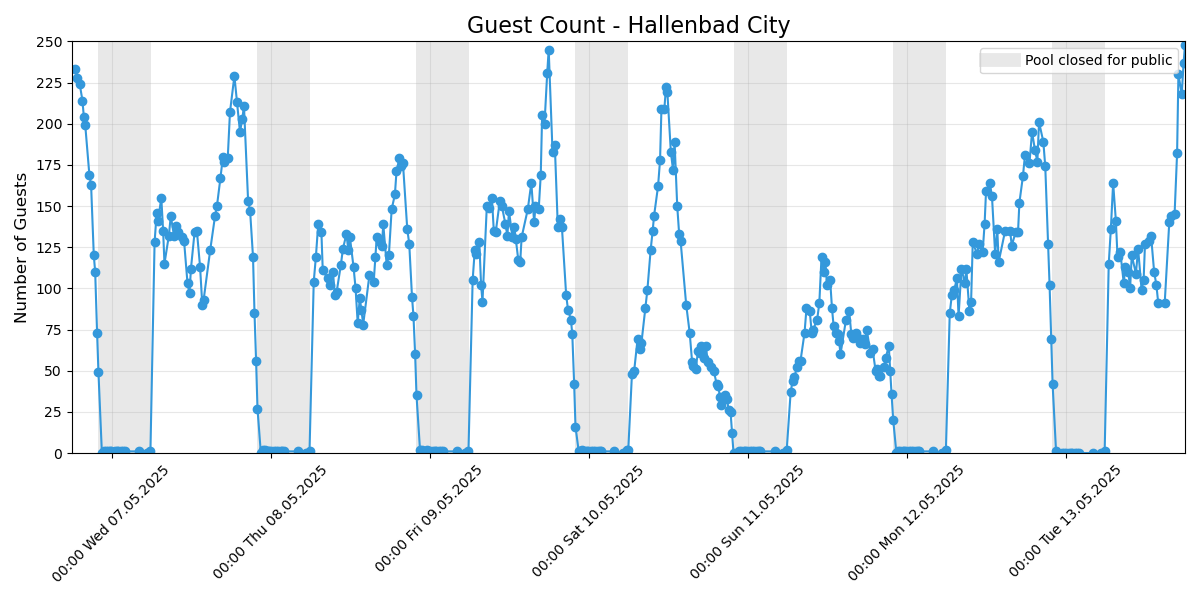 Guest Count - Hallenbad City
Pool closed for public
Number of Guests
250
225
200
175
150
125
100
75
50
25
0
00:00 Wed 07.05.2025
00:00 Thu 08.05.2025
00:00 Fri 09.05.2025
00:00 Sat 10.05.2025
00:00 Sun 11.05.2025
00:00 Mon 12.05.2025
00:00 Tue 13.05.2025